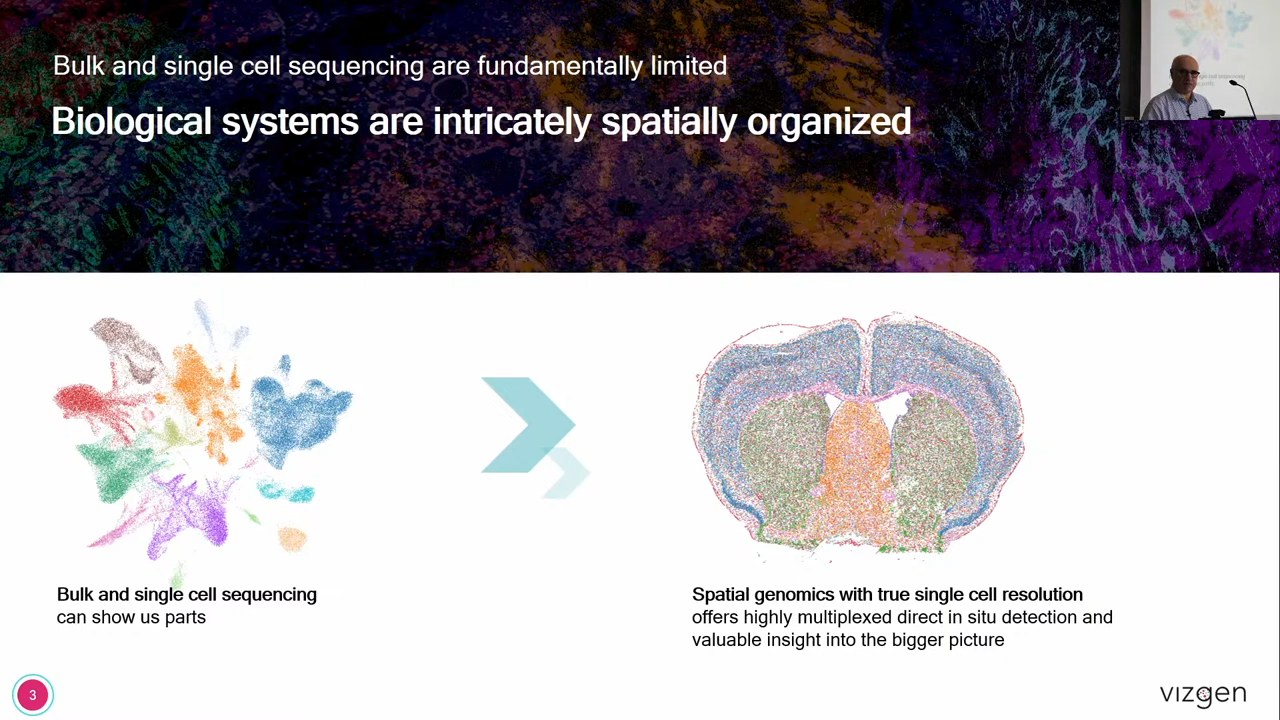 Bulk and single cell sequencing are fundamentally limited
Biological systems are intricately spatially organized
Bulk and single cell sequencing
can show us parts
Spatial genomics with true single cell resolution
offers highly multiplexed direct in situ detection and
valuable insight into the bigger picture
3
vizgen